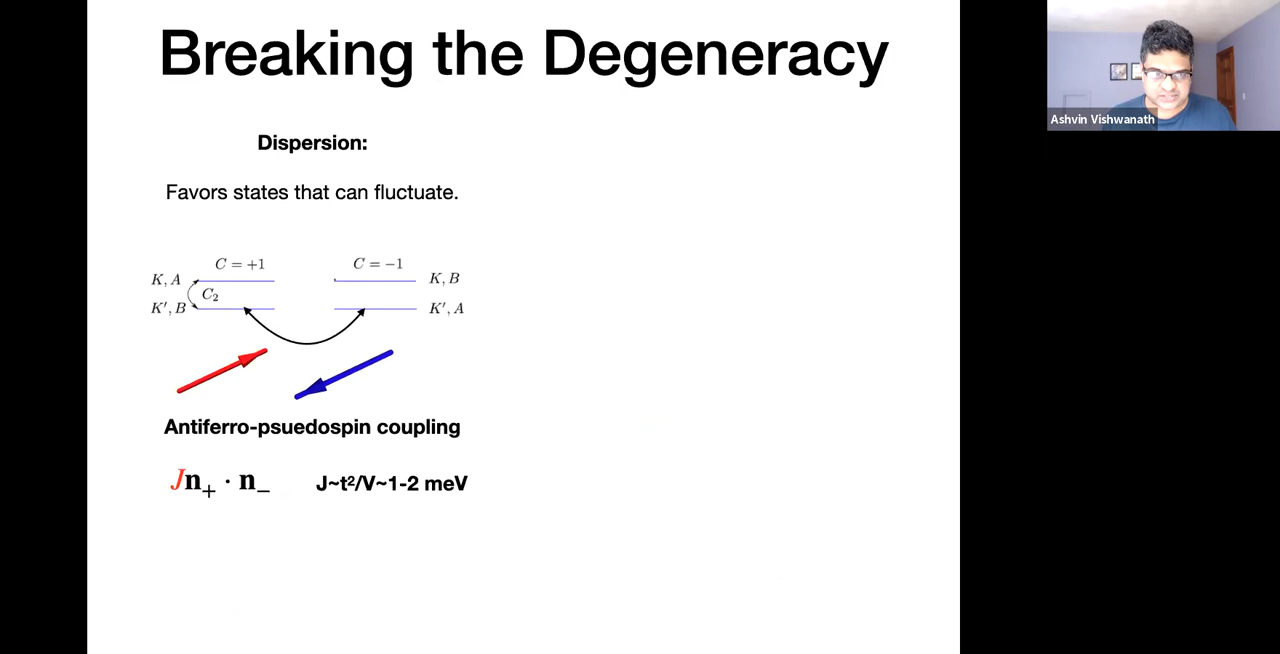 Breaking the Degeneracy
Ashvin Vishwanath
Dispersion:
Favors states that can fluctuate.
C = +1
C = −1
K, A
K, B
C₂
K′, B
K′, A
Antiferro-psuedospin coupling
Jn₊ · n₋
J~t²/V~1-2 meV